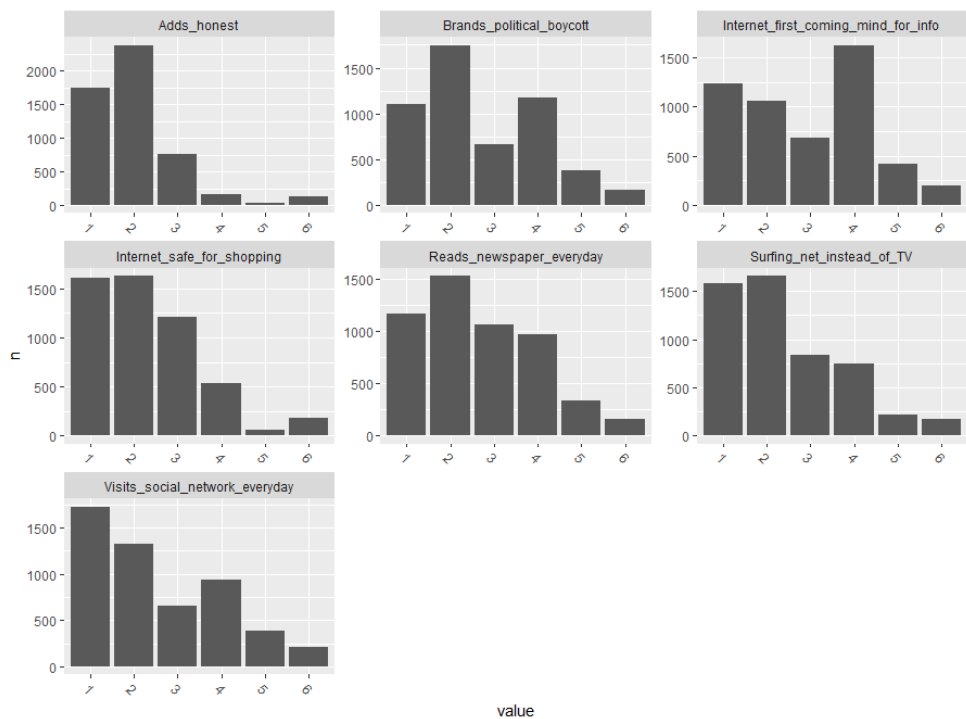 Adds_honest
Brands_political_boycott
Internet_first_coming_mind_for_info
2000
1500
1000
500
0
1500
1000
500
0
1500
1000
500
0
1 2 3 4 5 6
1 2 3 4 5 6
1 2 3 4 5 6
Internet_safe_for_shopping
Reads_newspaper_everyday
Surfing_net_instead_of_TV
n
1500
1000
500
0
1500
1000
500
0
1500
1000
500
0
1 2 3 4 5 6
1 2 3 4 5 6
1 2 3 4 5 6
Visits_social_network_everyday
1500
1000
500
0
1 2 3 4 5 6
value